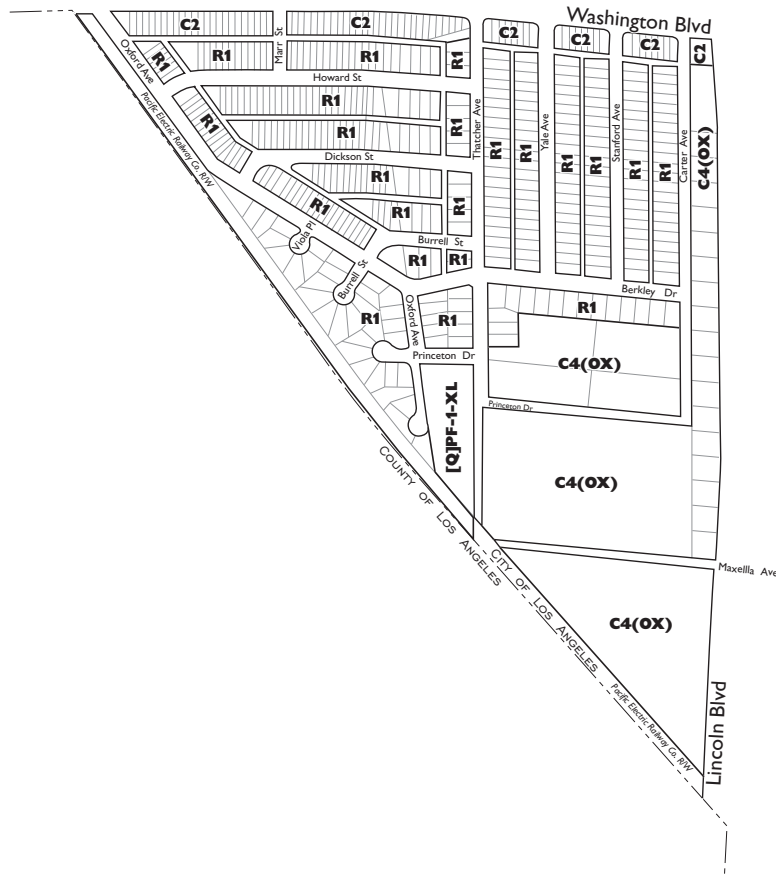 Washington Blvd
C2
C2
C2
C2
C2
C2
Marr St
Oxford Ave
R1
R1
R1
R1
Howard St
Pacific Electric Railway Co. R/W
R1
R1
R1
R1
R1
Dickson St
Thatcher Ave
Yale Ave
Stanford Ave
Carter Ave
C4(OX)
R1
R1
R1
R1
R1
R1
R1
R1
R1
R1
Viola Pl
Burrell St
R1
R1
Burrell St
Berkley Dr
R1
Oxford Ave
R1
R1
Princeton Dr
C4(OX)
Princeton Dr
[Q]PF-1-XL
C4(OX)
COUNTY OF LOS ANGELES
CITY OF LOS ANGELES
Maxellla Ave
C4(OX)
Pacific Electric Railway Co. R/W
Lincoln Blvd